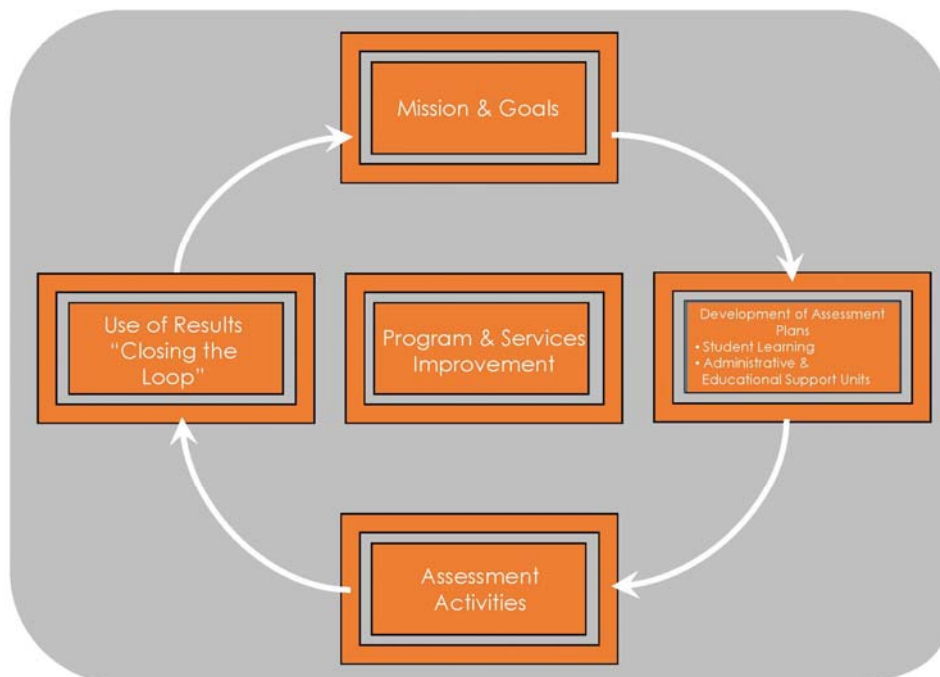 Mission & Goals
Use of Results
“Closing the
Loop”
Program & Services
Improvement
Development of Assessment
Plans
• Student Learning
• Administrative &
Educational Support Units
Assessment
Activities